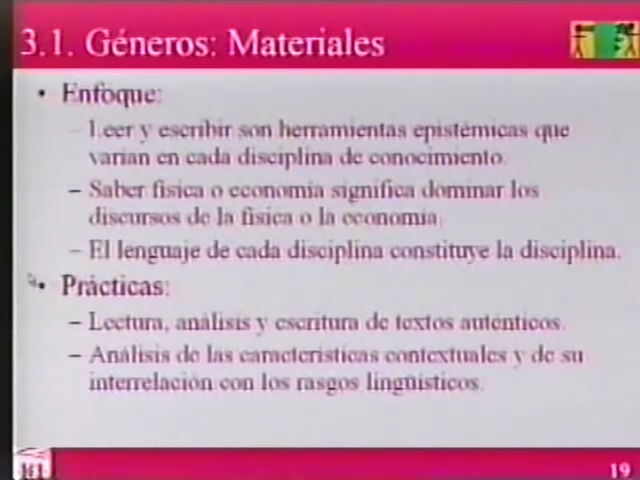 3.1. Géneros: Materiales
• Enfoque:
– Leer y escribir son herramientas epistémicas que
varían en cada disciplina de conocimiento.
– Saber física o economía significa dominar los
discursos de la física o la economía.
– El lenguaje de cada disciplina constituye la disciplina.
• Prácticas:
– Lectura, análisis y escritura de textos auténticos.
– Análisis de las características contextuales y de su
interrelación con los rasgos lingüísticos.
19